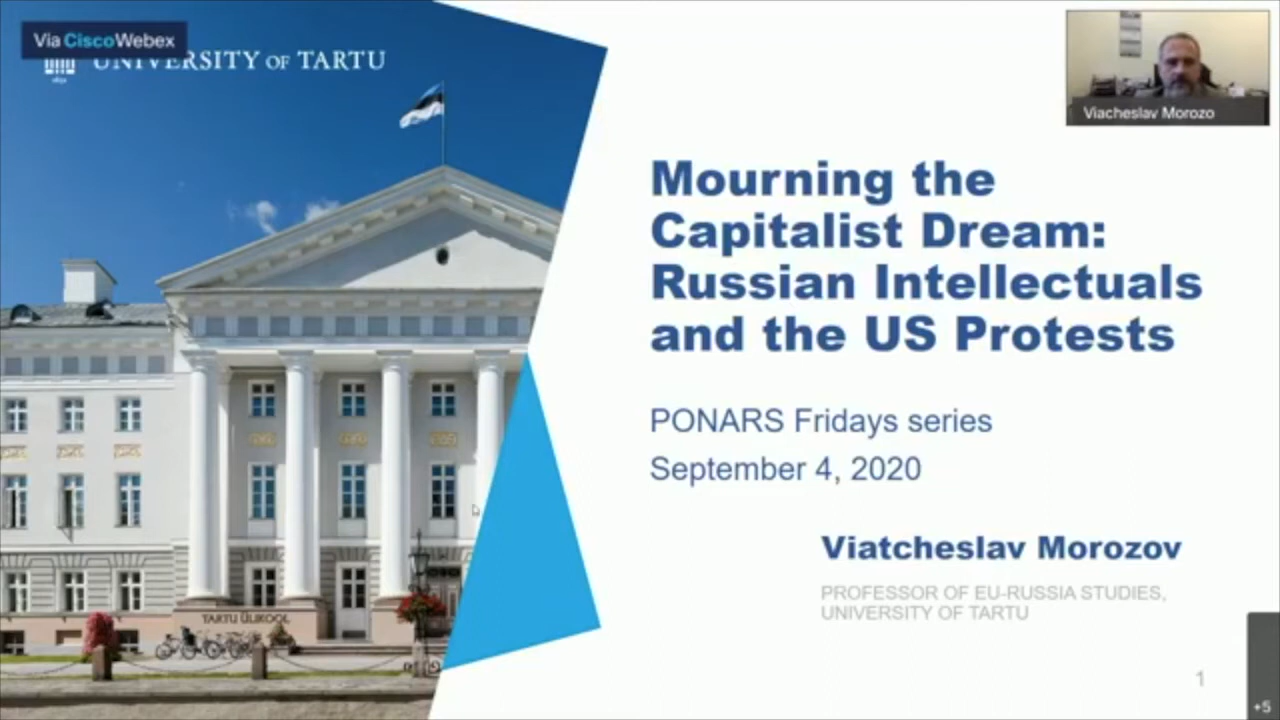 Via CiscoWebex
UNIVERSITY OF TARTU
Viacheslav Morozo
Mourning the
Capitalist Dream:
Russian Intellectuals
and the US Protests
PONARS Fridays series
September 4, 2020
Viatcheslav Morozov
PROFESSOR OF EU-RUSSIA STUDIES,
UNIVERSITY OF TARTU
TARTU ÜLIKOOL
1
+5